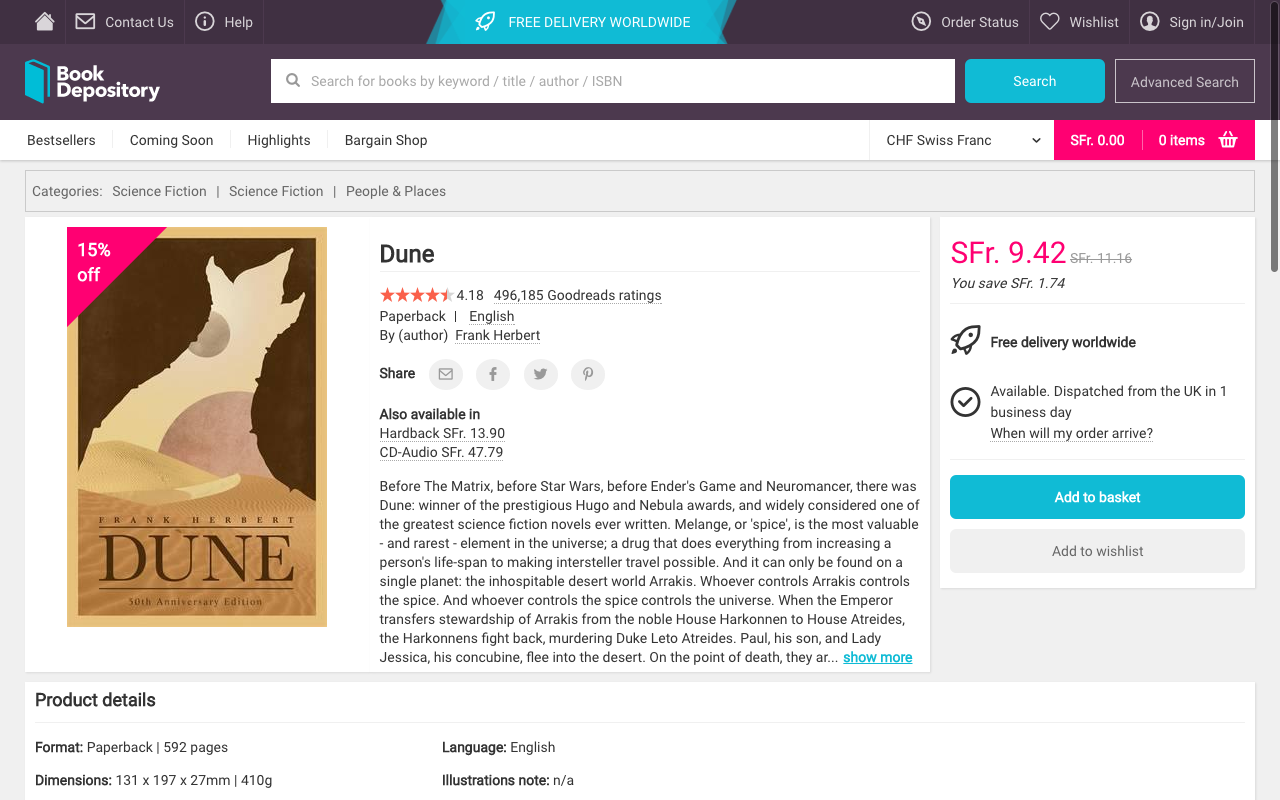 Contact Us
Help
FREE DELIVERY WORLDWIDE
Order Status
Wishlist
Sign in/Join
Book
Depository
Search for books by keyword / title / author / ISBN
Search
Advanced Search
Bestsellers
Coming Soon
Highlights
Bargain Shop
CHF Swiss Franc
SFr. 0.00
0 items
Categories: Science Fiction | Science Fiction | People & Places
15%
off
FRANK HERBERT
DUNE
50th Anniversary Edition
Dune
4.18 496,185 Goodreads ratings
Paperback | English
By (author) Frank Herbert
Share
Also available in
Hardback SFr. 13.90
CD-Audio SFr. 47.79
Before The Matrix, before Star Wars, before Ender's Game and Neuromancer, there was
Dune: winner of the prestigious Hugo and Nebula awards, and widely considered one of
the greatest science fiction novels ever written. Melange, or 'spice', is the most valuable
- and rarest - element in the universe; a drug that does everything from increasing a
person's life-span to making intersteller travel possible. And it can only be found on a
single planet: the inhospitable desert world Arrakis. Whoever controls Arrakis controls
the spice. And whoever controls the spice controls the universe. When the Emperor
transfers stewardship of Arrakis from the noble House Harkonnen to House Atreides,
the Harkonnens fight back, murdering Duke Leto Atreides. Paul, his son, and Lady
Jessica, his concubine, flee into the desert. On the point of death, they ar... show more
SFr. 9.42 SFr. 11.16
You save SFr. 1.74
Free delivery worldwide
Available. Dispatched from the UK in 1
business day
When will my order arrive?
Add to basket
Add to wishlist
Product details
Format: Paperback | 592 pages
Language: English
Dimensions: 131 x 197 x 27mm | 410g
Illustrations note: n/a